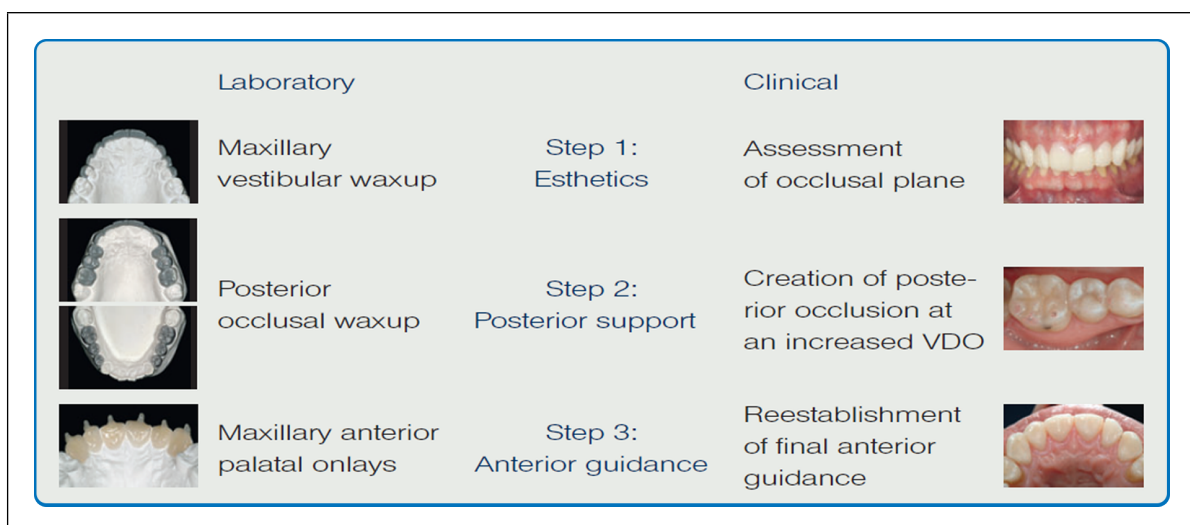 Laboratory
Clinical
Maxillary
vestibular waxup
Step 1:
Esthetics
Assessment
of occlusal plane
Posterior
occlusal waxup
Step 2:
Posterior support
Creation of poste-
rior occlusion at
an increased VDO
Maxillary anterior
palatal onlays
Step 3:
Anterior guidance
Reestablishment
of final anterior
guidance